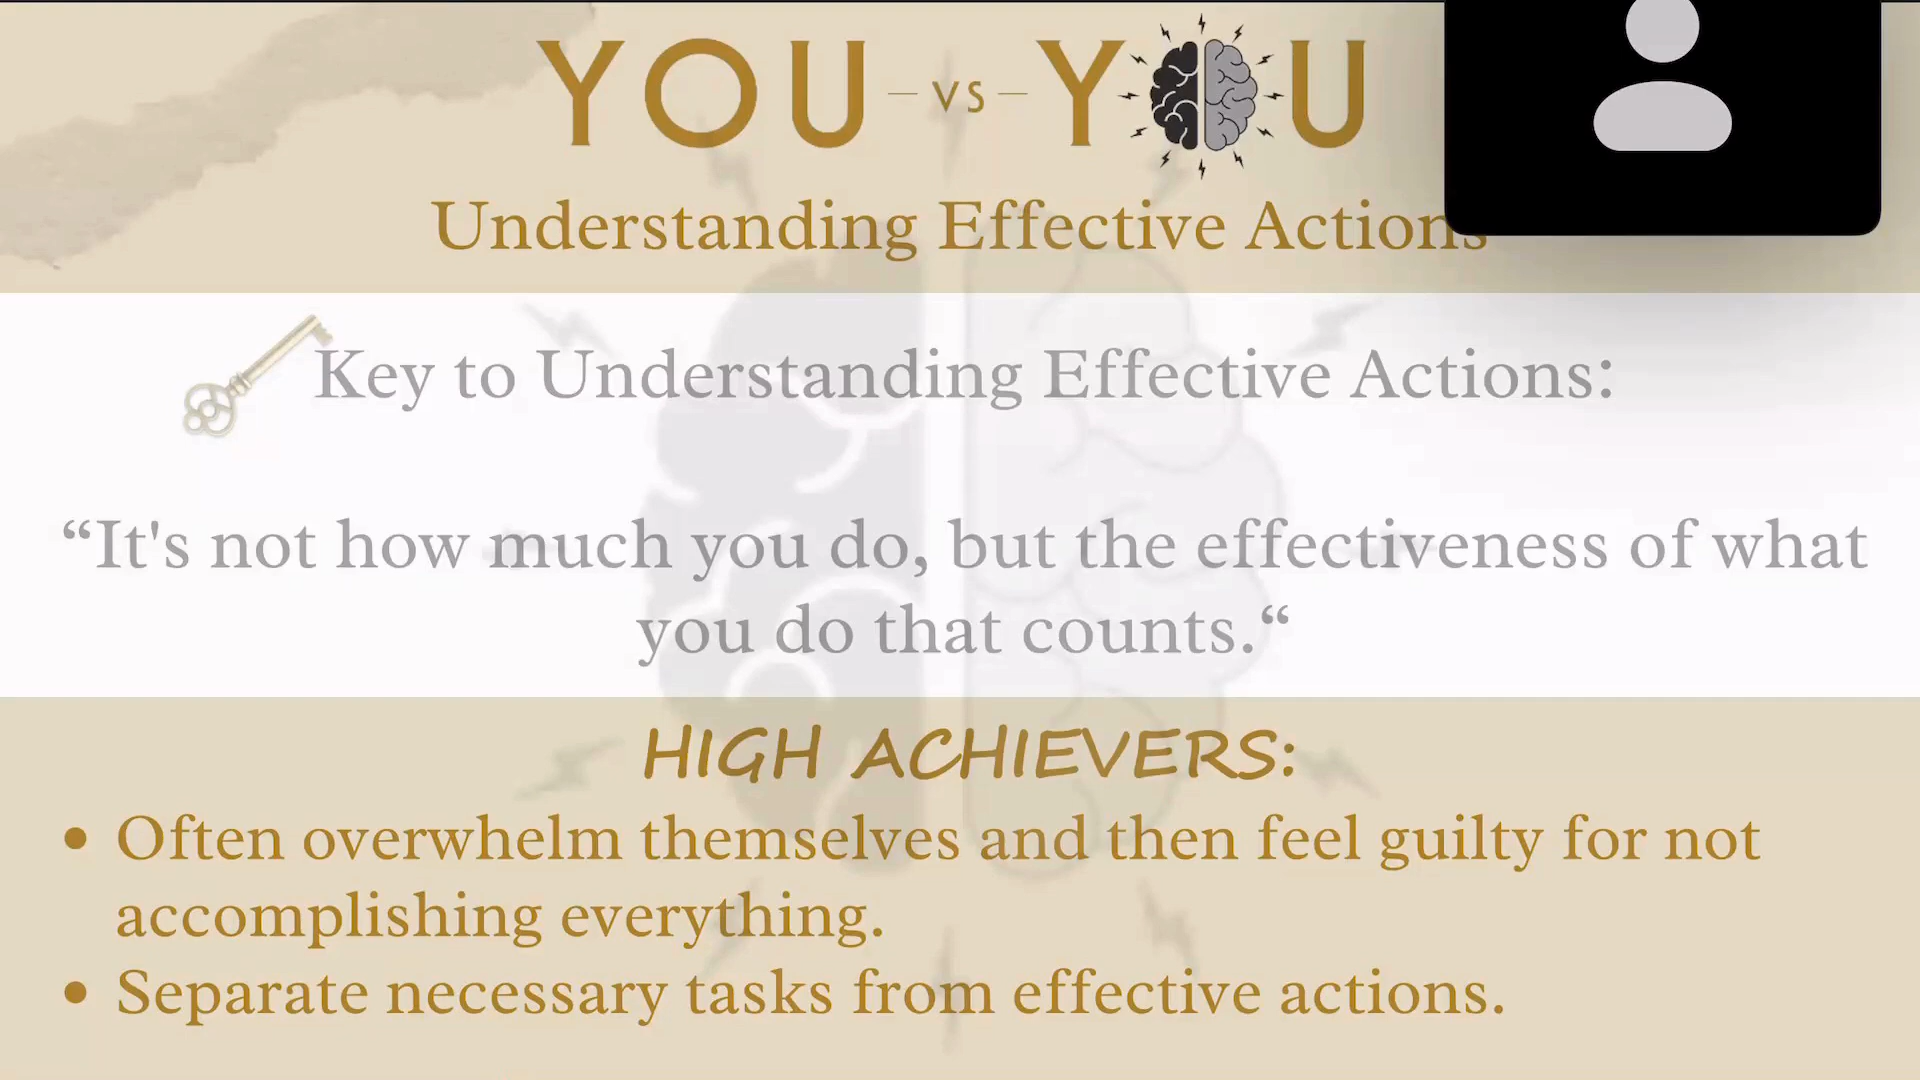 YOU VS YOU
Understanding Effective Actions
Key to Understanding Effective Actions:
“It's not how much you do, but the effectiveness of what
you do that counts.“
HIGH ACHIEVERS:
• Often overwhelm themselves and then feel guilty for not
accomplishing everything.
• Separate necessary tasks from effective actions.